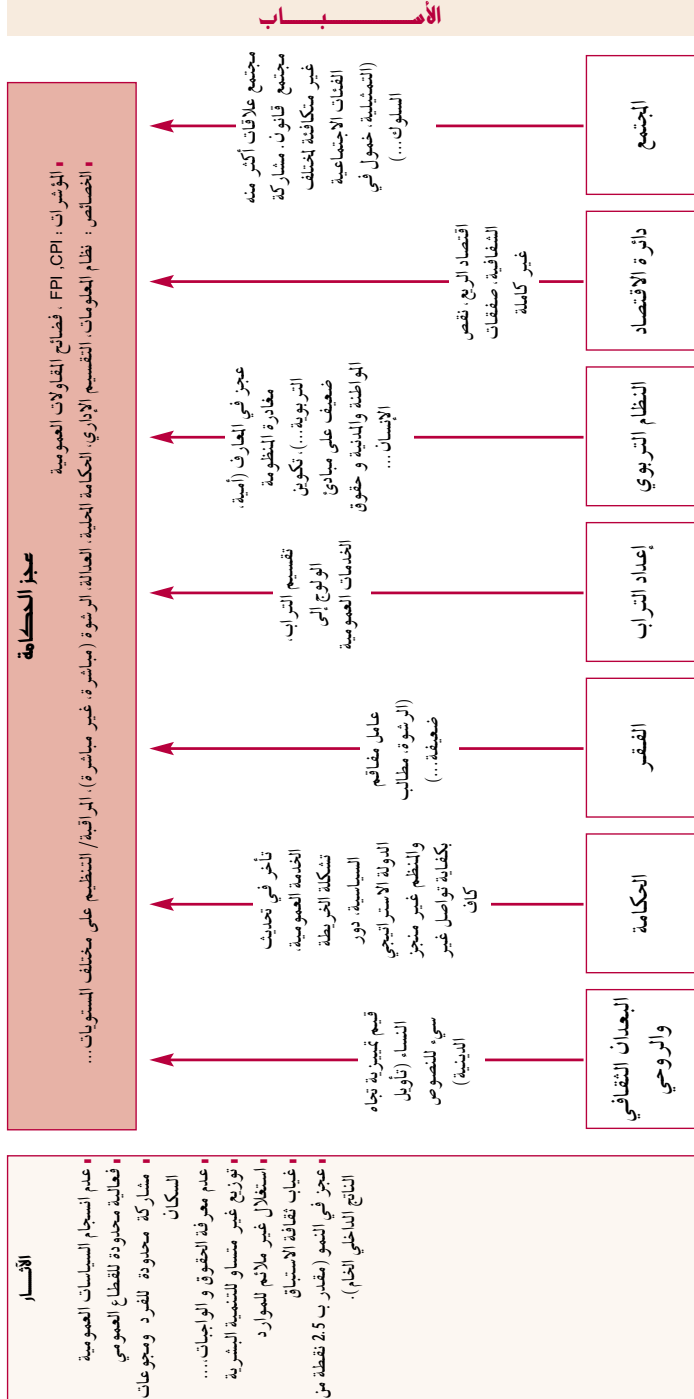 الأسـبـاب
عجز الحكامة
▪ الخصائص : نظام المعلومات، التقسيم الإداري، الحكامة المحلية، العدالة، الرشوة (مباشرة، غير مباشرة)، المراقبة/ التنظيم على مختلف المستويات...
▪ المؤشرات : FPI ,CPI ، فضائح المقاولات العمومية
مجتمع علاقات أكثر منه
مجتمع قانون، مشاركة
غير متكافئة لمختلف
الفئات الاجتماعية
(التمثيلية، خمول في
السلوك...)
المجتمع
اقتصاد الريع، نقص
الشفافية، صفقات
غير كاملة
دائرة الاقتصاد
عجز في المعارف (أمية،
مغادرة المنظومة
التربوية...)، تكوين
ضعيف على مبادئ
المواطنة والمدنية و حقوق
الإنسان ...
النظام التربوي
تقسيم التراب،
الولوج إلى
الخدمات العمومية
إعداد التراب
عامل مفاقم
(الرشوة، مطالب
ضعيفة...)
الفقر
تأخر في تحديث
الخدمة العمومية،
تشكلة الخريطة
السياسية، دور
الدولة الاستراتيجي
والمنظم غير منجز
بكفاية تواصل غير
كاف
الحكامة
قيم تمييزية تجاه
النساء (تأويل
سيء للنصوص
الدينية)
البعدان الثقافي
والروحي
الآثـار
▪ عدم انسجام السياسات العمومية
▪ فعالية محدودة للقطاع العمومي
▪ مشاركة محدودة للفرد ومجوعات
السكان
▪ عدم معرفة الحقوق و الواجبات....
▪ توزيع غير متساو للتنمية البشرية
▪ استغلال غير ملائم للموارد
▪ غياب ثقافة الاستباق
▪ عجز في النمو (مقدر ب 2.5 نقطة من
الناتج الداخلي الخام).